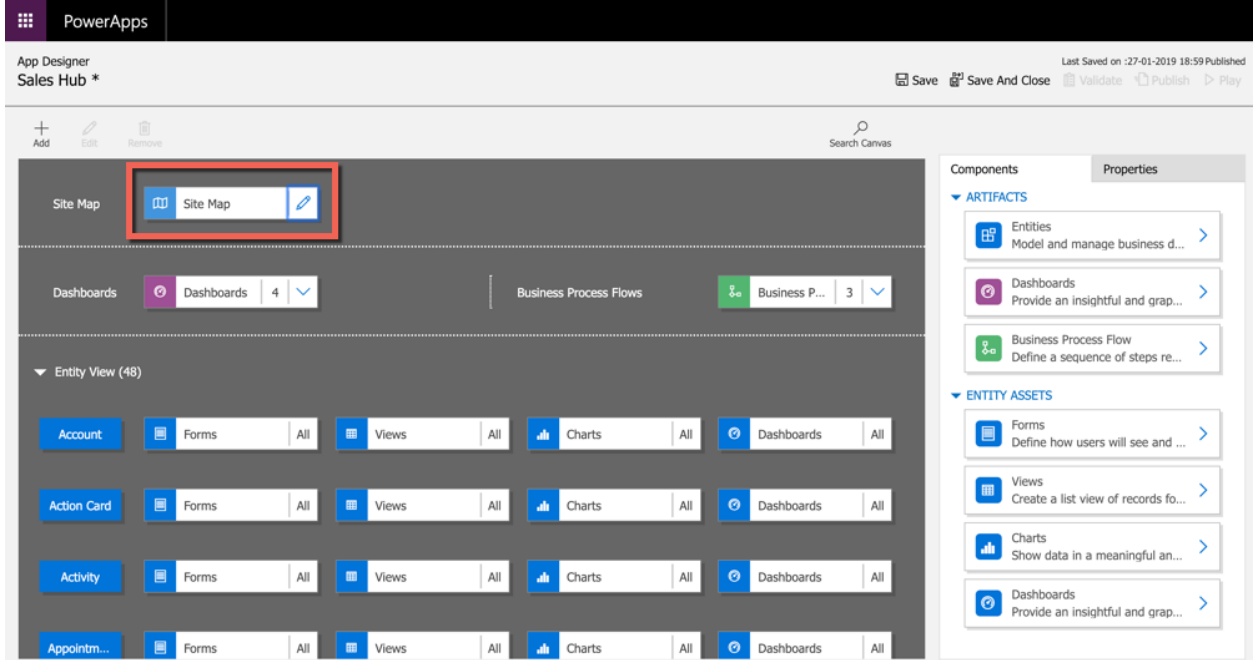 PowerApps
App Designer
Last Saved on :27-01-2019 18:59 Published
Sales Hub *
Save Save And Close Validate Publish Play
Add Edit Remove Search Canvas
Site Map Site Map
Dashboards Dashboards 4 Business Process Flows Business P... 3
Entity View (48)
Account Forms All Views All Charts All Dashboards All
Action Card Forms All Views All Charts All Dashboards All
Activity Forms All Views All Charts All Dashboards All
Appointm... Forms All Views All Charts All Dashboards All
Components Properties
ARTIFACTS
Entities
Model and manage business d...
Dashboards
Provide an insightful and grap...
Business Process Flow
Define a sequence of steps re...
ENTITY ASSETS
Forms
Define how users will see and ...
Views
Create a list view of records fo...
Charts
Show data in a meaningful an...
Dashboards
Provide an insightful and grap...